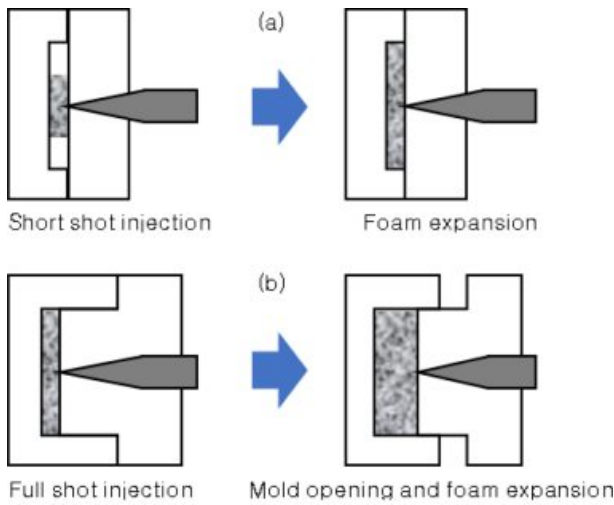 (a)
Short shot injection
Foam expansion
(b)
Full shot injection
Mold opening and foam expansion